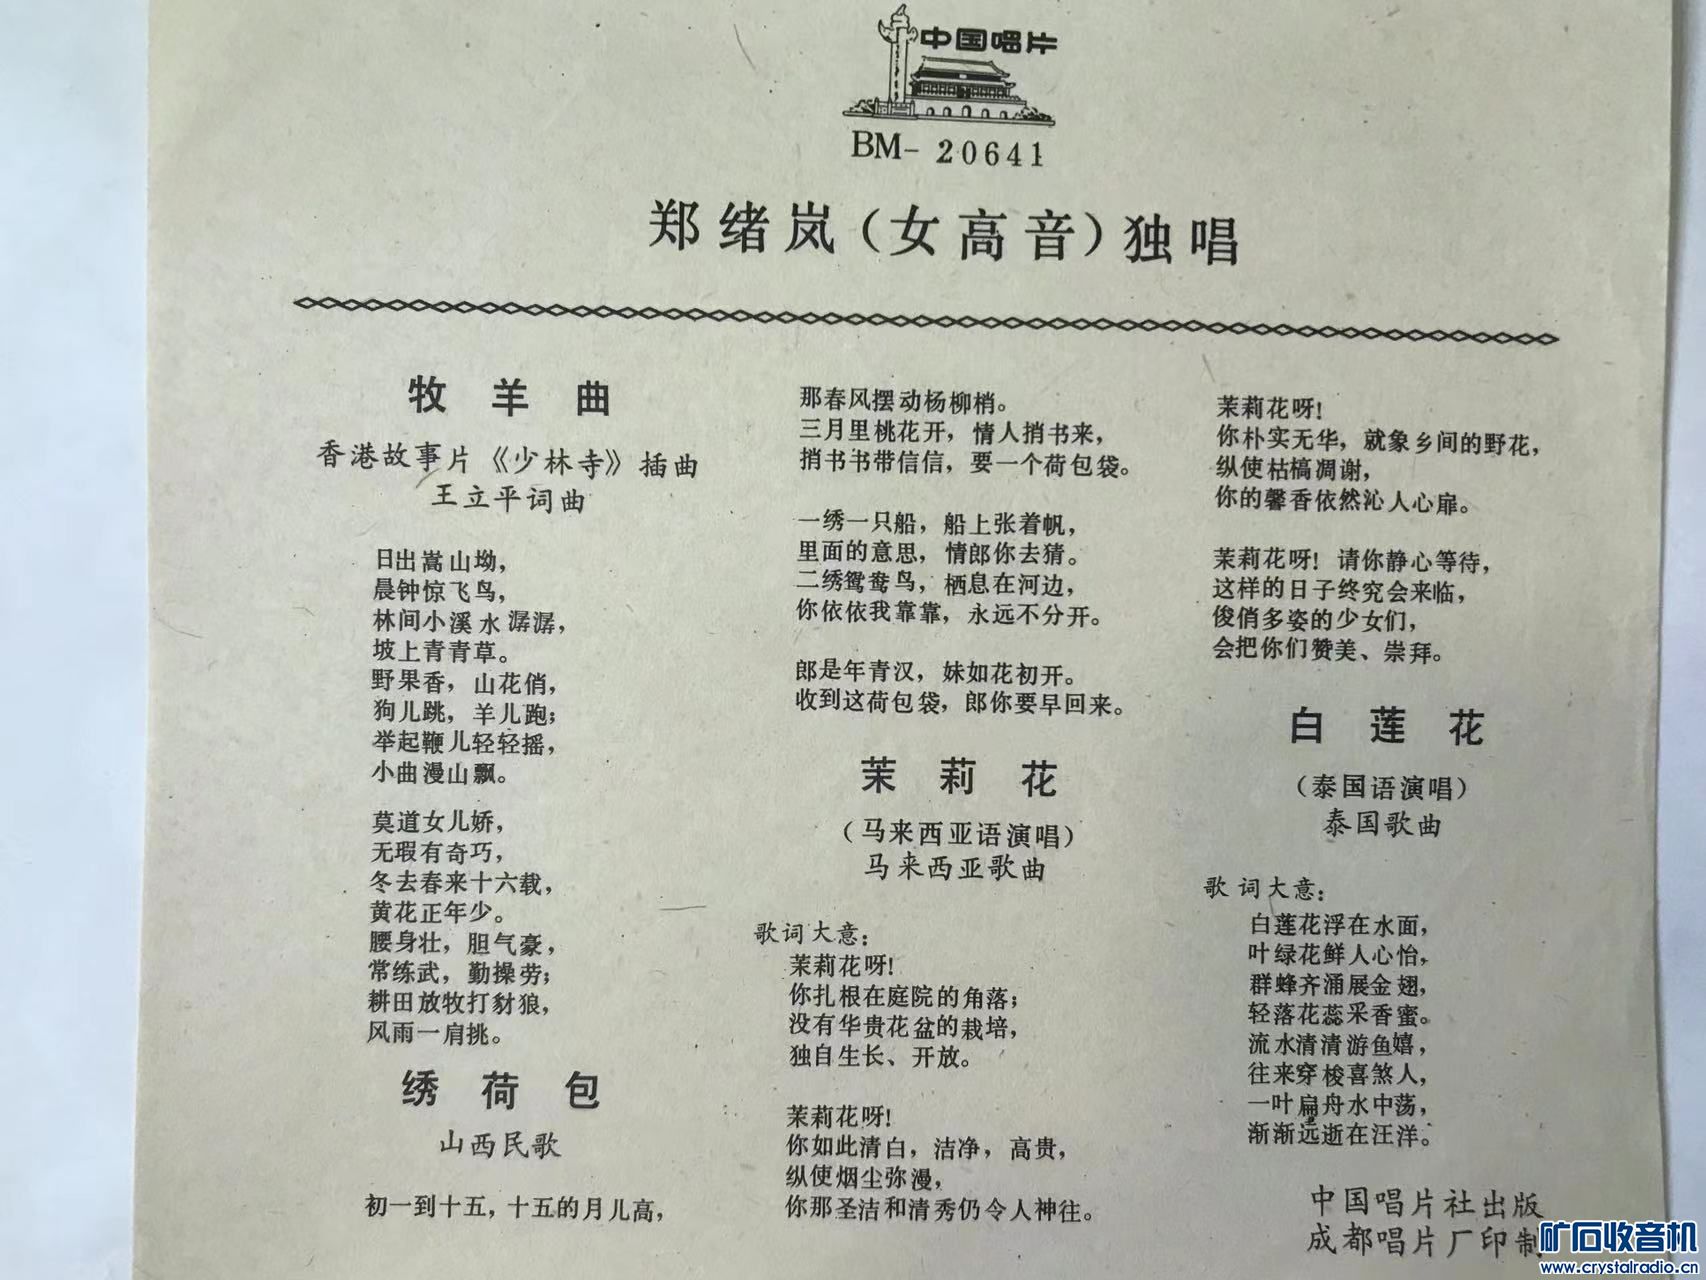 中国唱片
BM-20641
郑绪岚(女高音)独唱
牧羊曲
香港故事片《少林寺》插曲
王立平词曲
日出嵩山坳，
晨钟惊飞鸟，
林间小溪水潺潺，
坡上青青草。
野果香，山花俏，
狗儿跳，羊儿跑；
举起鞭儿轻轻摇，
小曲漫山飘。
莫道女儿娇，
无瑕有奇巧，
冬去春来十六载，
黄花正年少。
腰身壮，胆气豪，
常练武，勤操劳；
耕田放牧打豺狼，
风雨一肩挑。
绣荷包
山西民歌
初一到十五，十五的月儿高，
那春风摆动杨柳梢。
三月里桃花开，情人捎书来，
捎书书带信信，要一个荷包袋。
一绣一只船，船上张着帆，
里面的意思，情郎你去猜。
二绣鸳鸯鸟，栖息在河边，
你依依我靠靠，永远不分开。
郎是年青汉，妹如花初开。
收到这荷包袋，郎你要早回来。
茉莉花
(马来西亚语演唱)
马来西亚歌曲
歌词大意：
茉莉花呀！
你扎根在庭院的角落；
没有华贵花盆的栽培，
独自生长、开放。
茉莉花呀！
你如此清白，洁净，高贵，
纵使烟尘弥漫，
你那圣洁和清秀仍令人神往。
茉莉花呀！
你朴实无华，就象乡间的野花，
纵使枯槁凋谢，
你的馨香依然沁人心扉。
茉莉花呀！请你静心等待，
这样的日子终究会来临，
俊俏多姿的少女们，
会把你们赞美、崇拜。
白莲花
(泰国语演唱)
泰国歌曲
歌词大意：
白莲花浮在水面，
叶绿花鲜人心怡，
群蜂齐涌展金翅，
轻落花蕊采香蜜。
流水清清游鱼嬉，
往来穿梭喜煞人，
一叶扁舟水中荡，
渐渐远逝在汪洋。
中国唱片社出版
成都唱片厂印制
矿石收音机
www.crystalradio.cn